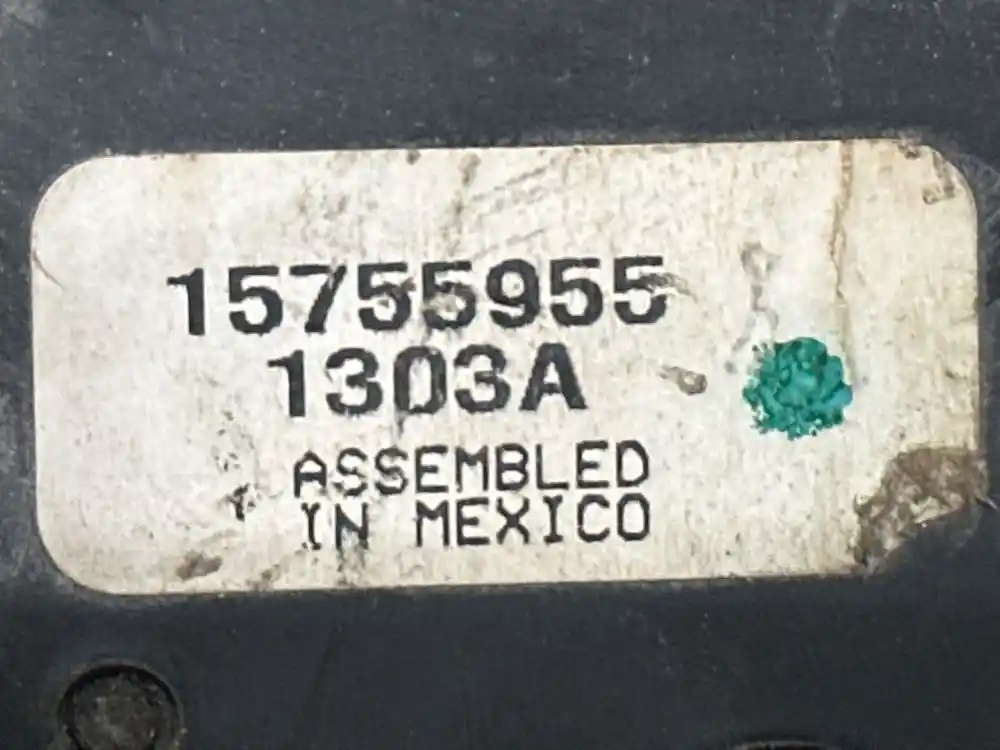 15755955
1303A
ASSEMBLED
IN MEXICO